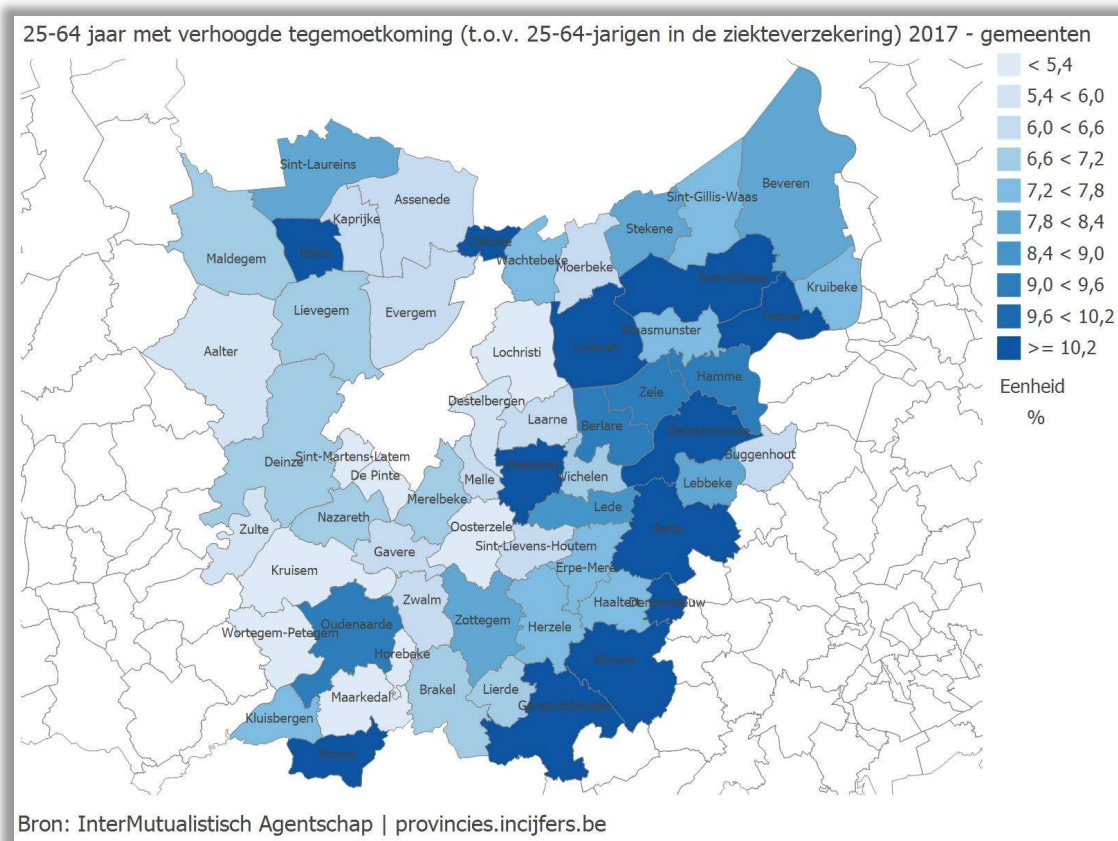 25-64 jaar met verhoogde tegemoetkoming (t.o.v. 25-64-jarigen in de ziekteverzekering) 2017 - gemeenten
< 5,4
5,4 < 6,0
6,0 < 6,6
6,6 < 7,2
7,2 < 7,8
7,8 < 8,4
8,4 < 9,0
9,0 < 9,6
9,6 < 10,2
>= 10,2
Eenheid
%
Sint-Laureins
Assenede
Kaprijke
Eeklo
Maldegem
Zelzate
Wachtebeke
Moerbeke
Stekene
Sint-Gillis-Waas
Beveren
Sint-Niklaas
Kruibeke
Temse
Lievegem
Evergem
Aalter
Lochristi
Lokeren
Waasmunster
Hamme
Zele
Destelbergen
Laarne
Berlare
Dendermonde
Buggenhout
Lebbeke
Deinze
Sint-Martens-Latem
De Pinte
Melle
Wetteren
Wichelen
Merelbeke
Nazareth
Lede
Aalst
Zulte
Oosterzele
Gavere
Sint-Lievens-Houtem
Erpe-Mere
Kruisem
Zwalm
Haaltert
Denderleeuw
Oudenaarde
Zottegem
Herzele
Wortegem-Petegem
Horebeke
Ninove
Maarkedal
Brakel
Lierde
Geraardsbergen
Kluisbergen
Ronse
Bron: InterMutualistisch Agentschap | provincies.incijfers.be